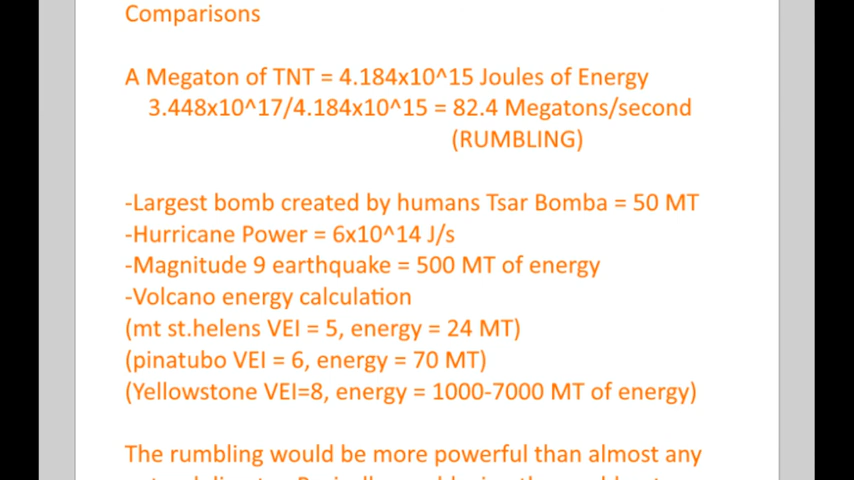 Comparisons
A Megaton of TNT = 4.184x10^15 Joules of Energy
3.448x10^17/4.184x10^15 = 82.4 Megatons/second
(RUMBLING)
-Largest bomb created by humans Tsar Bomba = 50 MT
-Hurricane Power = 6x10^14 J/s
-Magnitude 9 earthquake = 500 MT of energy
-Volcano energy calculation
(mt st.helens VEI = 5, energy = 24 MT)
(pinatubo VEI = 6, energy = 70 MT)
(Yellowstone VEI=8, energy = 1000-7000 MT of energy)
The rumbling would be more powerful than almost any